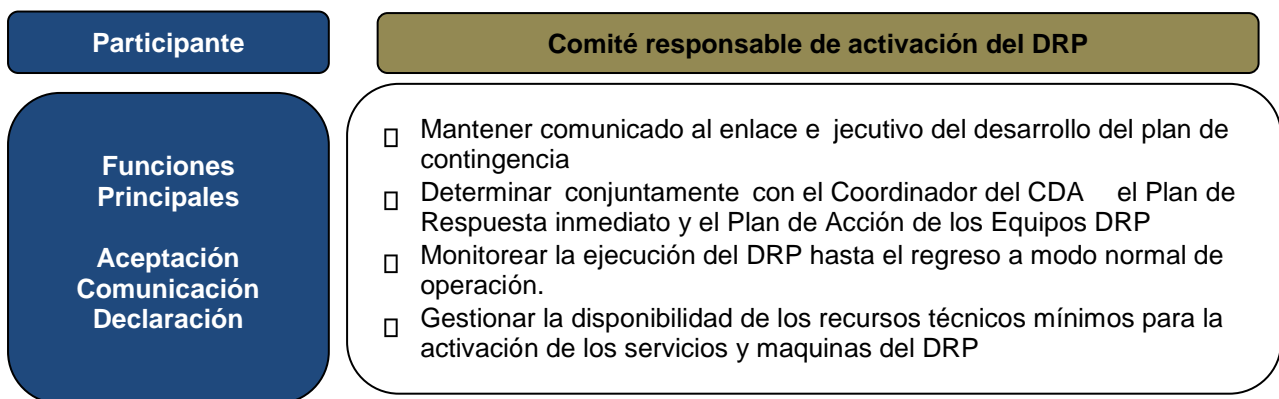 Participante
Comité responsable de activación del DRP
Funciones
Principales
Aceptación
Comunicación
Declaración
Mantener comunicado al enlace e jecutivo del desarrollo del plan de
contingencia
Determinar conjuntamente con el Coordinador del CDA el Plan de
Respuesta inmediato y el Plan de Acción de los Equipos DRP
Monitorear la ejecución del DRP hasta el regreso a modo normal de
operación.
Gestionar la disponibilidad de los recursos técnicos mínimos para la
activación de los servicios y maquinas del DRP